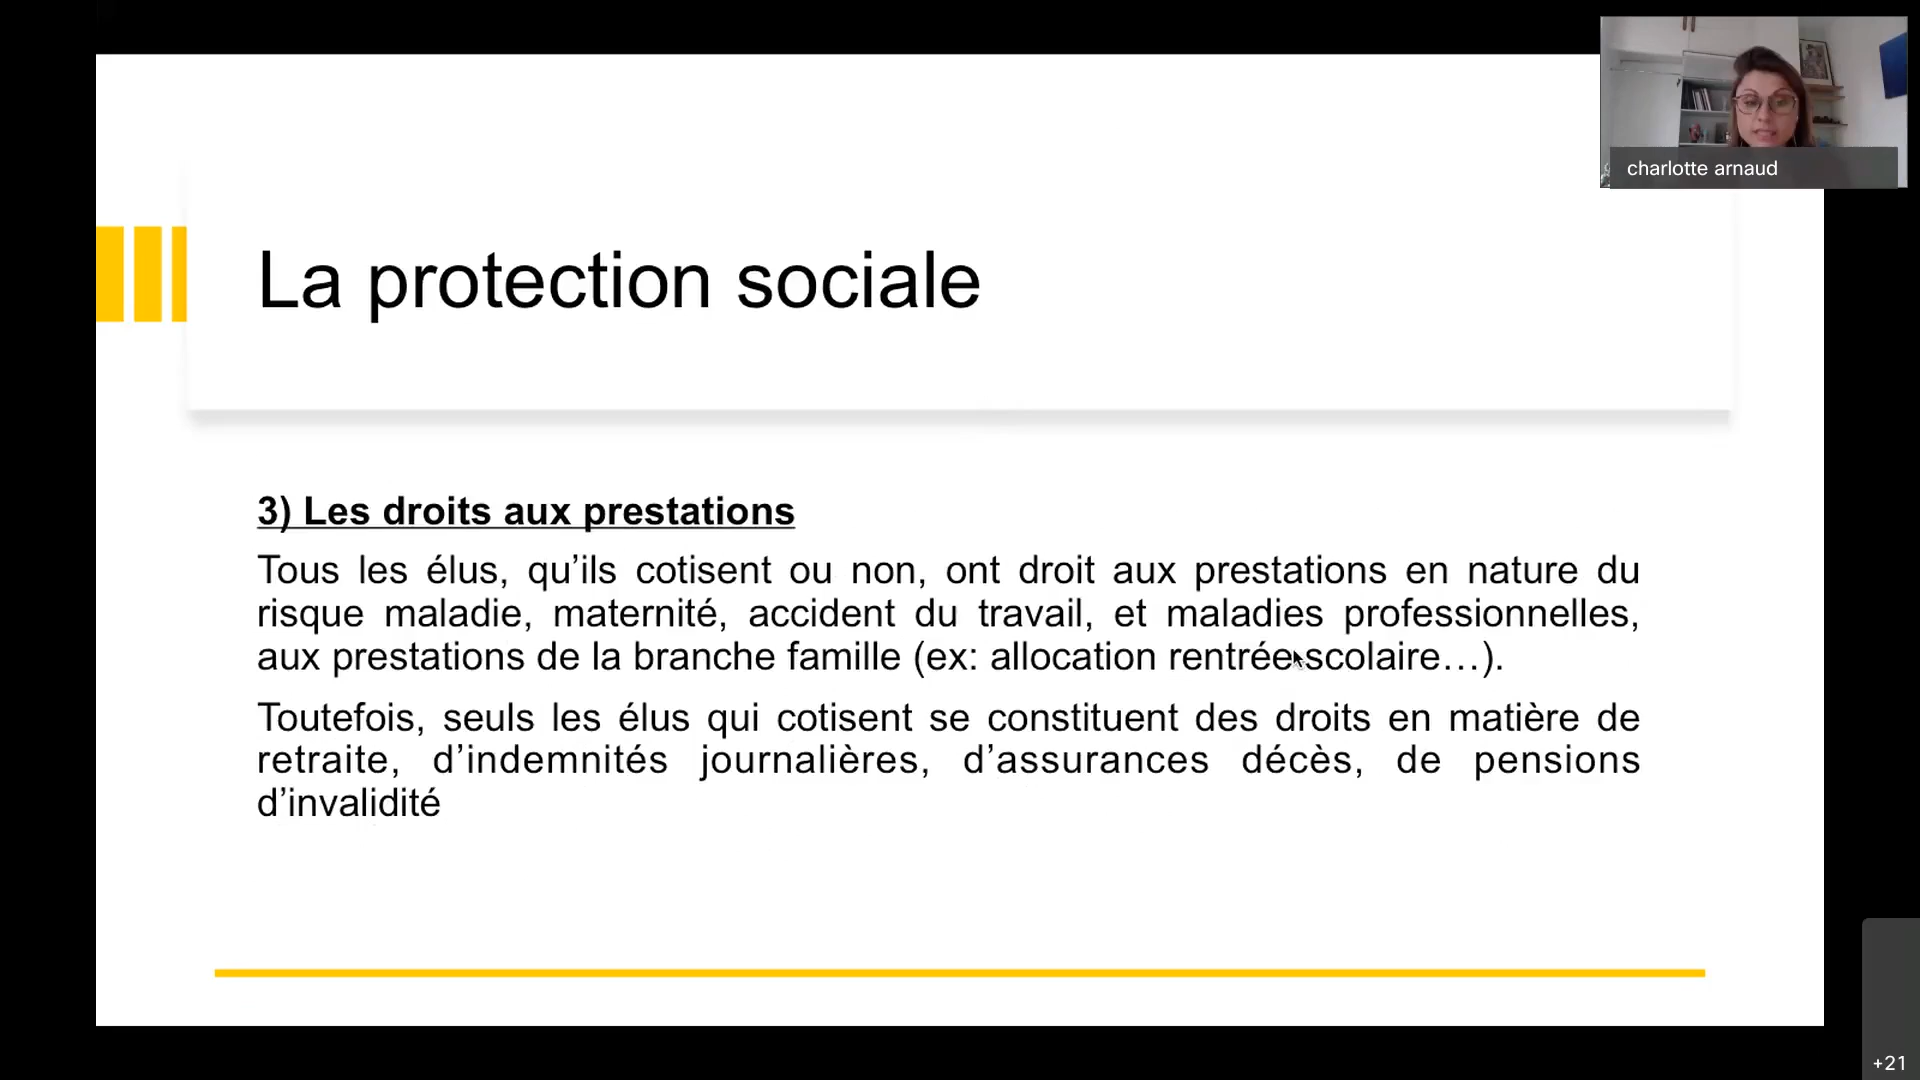 charlotte arnaud
La protection sociale
3) Les droits aux prestations
Tous les élus, qu’ils cotisent ou non, ont droit aux prestations en nature du
risque maladie, maternité, accident du travail, et maladies professionnelles,
aux prestations de la branche famille (ex: allocation rentrée scolaire…).
Toutefois, seuls les élus qui cotisent se constituent des droits en matière de
retraite, d’indemnités journalières, d’assurances décès, de pensions
d’invalidité
+21